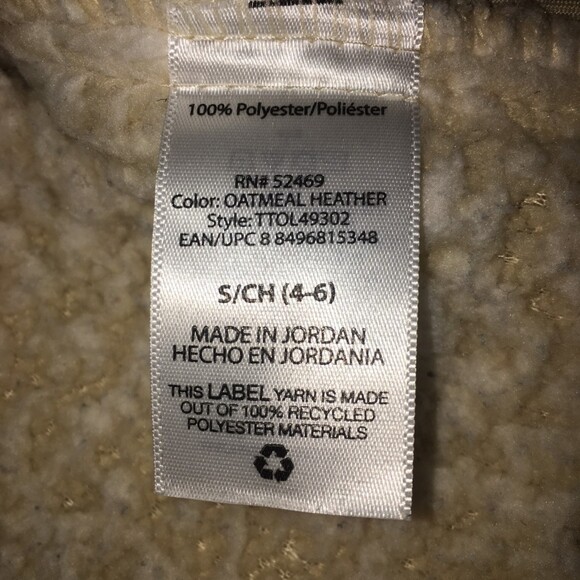 100% Polyester/Poliéster
RN# 52469
Color: OATMEAL HEATHER
Style: TTOL49302
EAN/UPC 8 8496815348
S/CH (4-6)
MADE IN JORDAN
HECHO EN JORDANIA
THIS LABEL YARN IS MADE
OUT OF 100% RECYCLED
POLYESTER MATERIALS